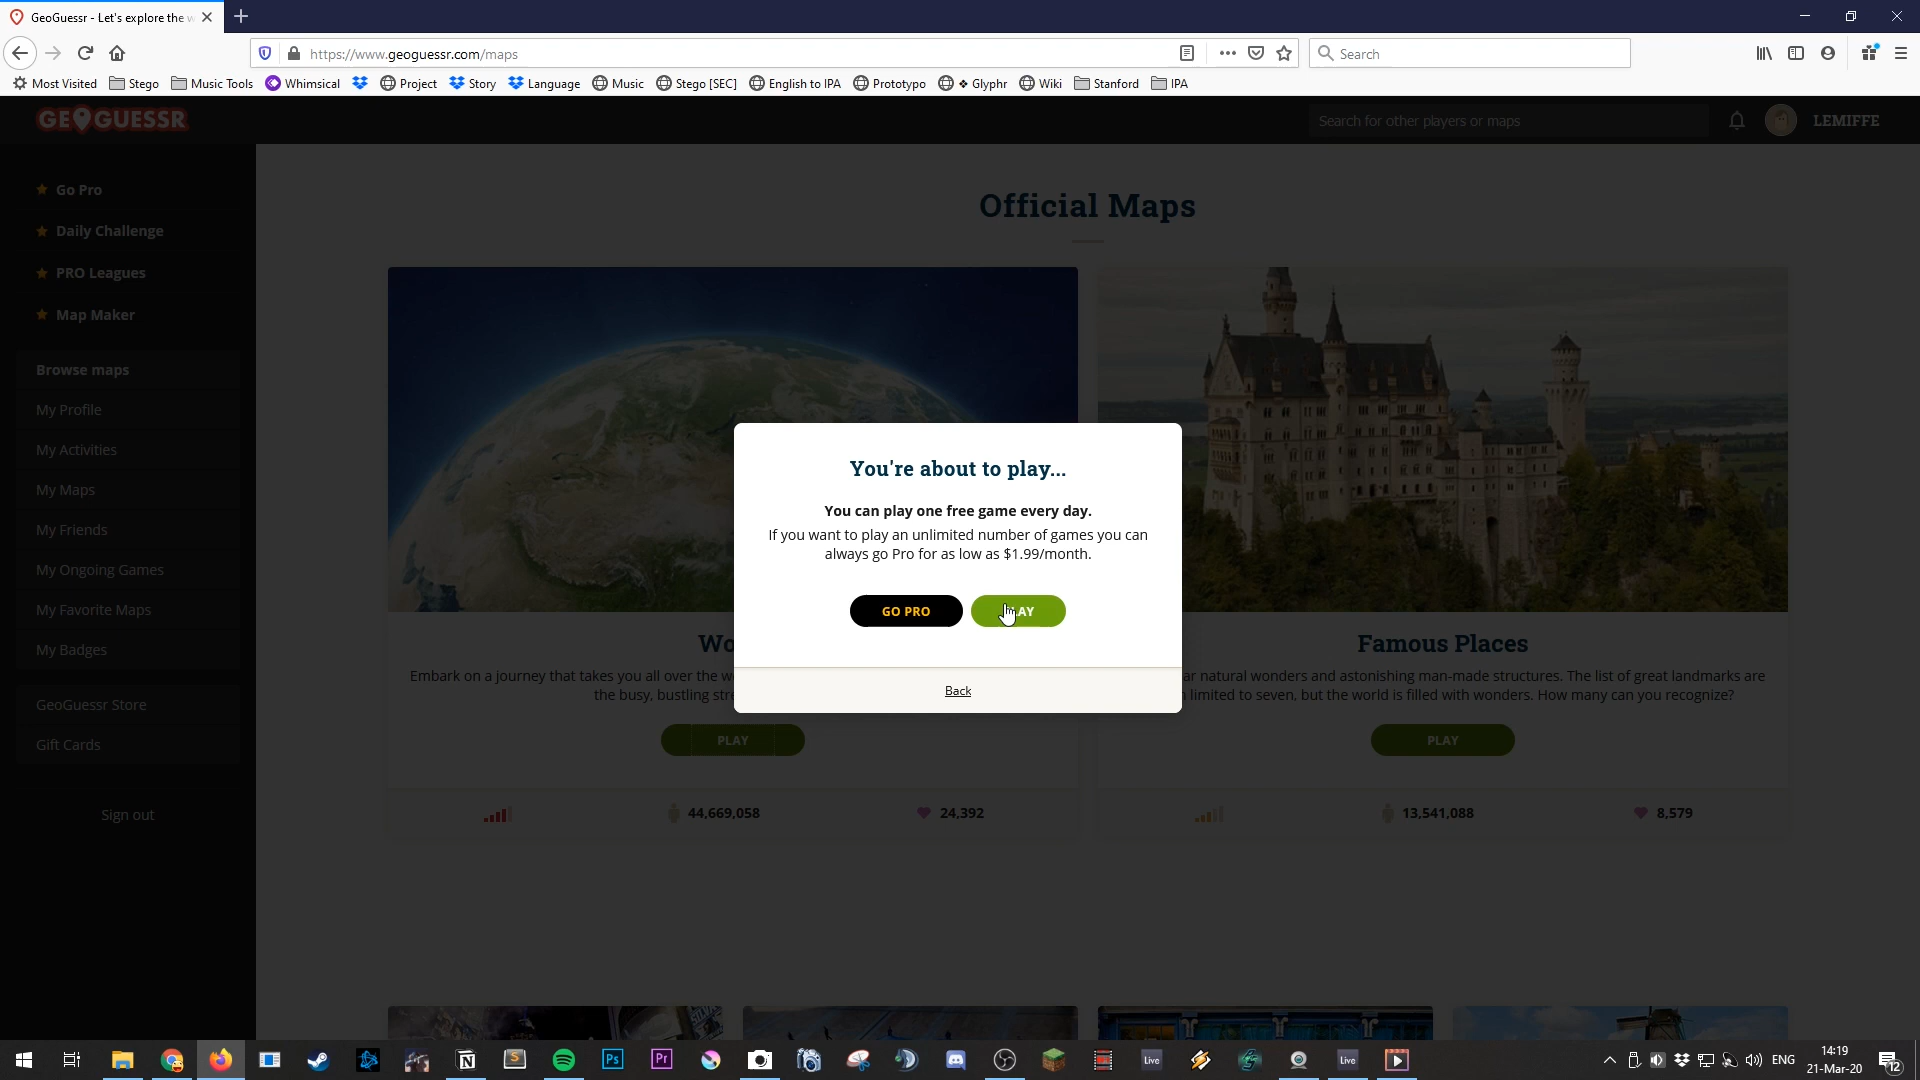 GeoGuessr - Let's explore the w
https://www.geoguessr.com/maps
Search
Most Visited Stego Music Tools Whimsical Project Story Language Music Stego [SEC] English to IPA Prototypo ❖ Glyphr Wiki Stanford IPA
GEOGUESSR
Search for other players or maps
LEMIFFE
Go Pro
Daily Challenge
PRO Leagues
Map Maker
Browse maps
My Profile
My Activities
My Maps
My Friends
My Ongoing Games
My Favorite Maps
My Badges
GeoGuessr Store
Gift Cards
Sign out
Official Maps
You're about to play...
You can play one free game every day.
If you want to play an unlimited number of games you can
always go Pro for as low as $1.99/month.
GO PRO
Back
Wo
Embark on a journey that takes you all over the
the busy, bustling
PLAY
44,669,058
24,392
Famous Places
natural wonders and astonishing man-made structures. The list of great landmarks are
limited to seven, but the world is filled with wonders. How many can you recognize?
PLAY
13,541,088
8,579
Ps
Pr
Live
Live
ENG
14:19
21-Mar-20
12